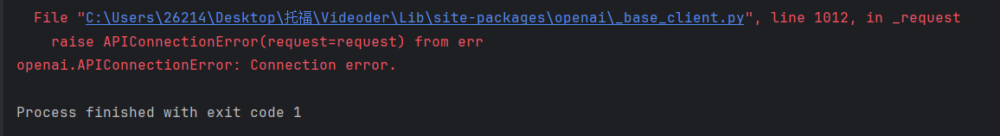 File "C:\Users\26214\Desktop\托福\Videoder\Lib\site-packages\openai\_base_client.py", line 1012, in _request
raise APIConnectionError(request=request) from err
openai.APIConnectionError: Connection error.
Process finished with exit code 1